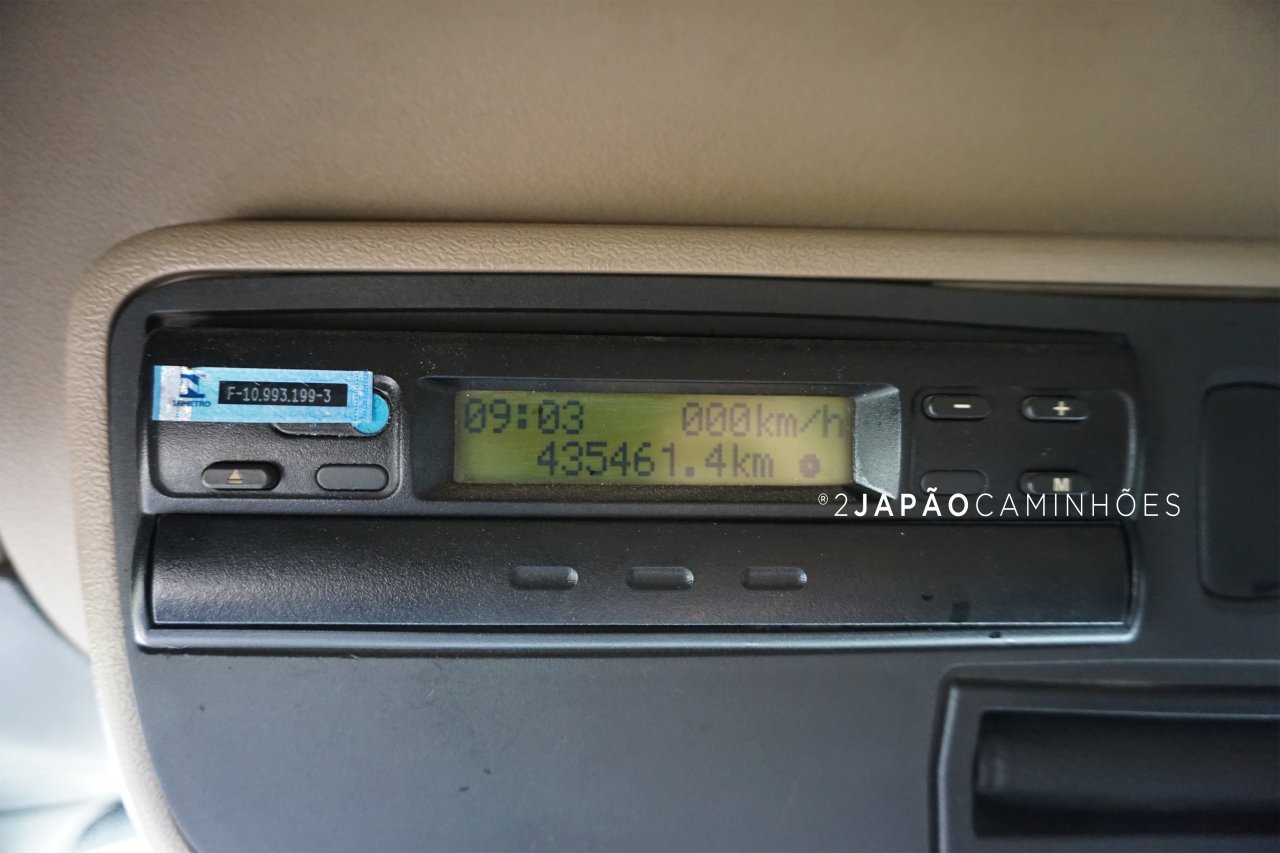 INMETRO
F-10.993.199-3
09:03 000km/h
435461.4km
- +
M
®2JAPÃOCAMINHÕES